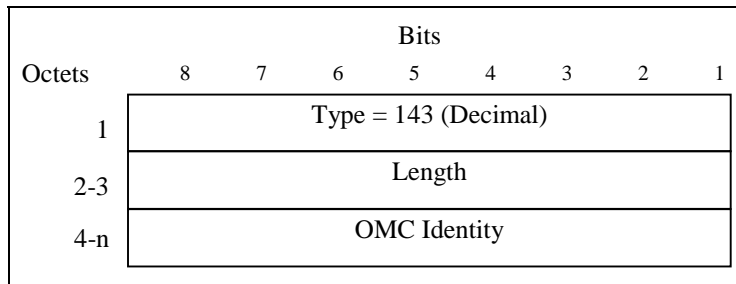 Bits
Octets 8 7 6 5 4 3 2 1
1 Type = 143 (Decimal)
2-3 Length
4-n OMC Identity